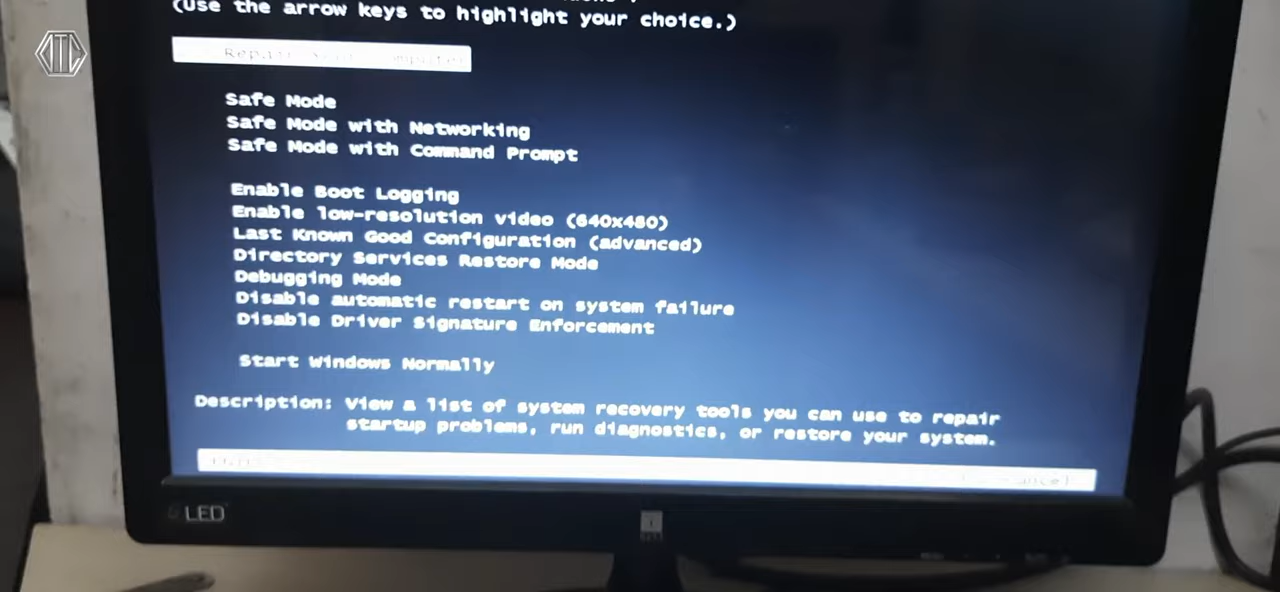 (Use the arrow keys to highlight your choice.)
Repair Your Computer
Safe Mode
Safe Mode with Networking
Safe Mode with Command Prompt
Enable Boot Logging
Enable low-resolution video (640x480)
Last Known Good Configuration (advanced)
Directory Services Restore Mode
Debugging Mode
Disable automatic restart on system failure
Disable Driver Signature Enforcement
Start Windows Normally
Description: View a list of system recovery tools you can use to repair
startup problems, run diagnostics, or restore your system.
LED